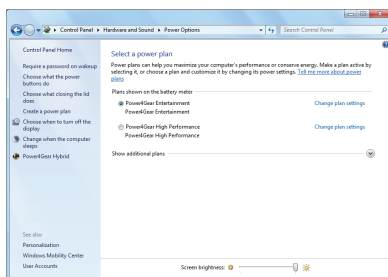 Control Panel ▸ Hardware and Sound ▸ Power Options
Search Control Panel
Control Panel Home
Require a password on wakeup
Choose what the power
buttons do
Choose what closing the lid
does
Create a power plan
Choose when to turn off the
display
Change when the computer
sleeps
Power4Gear Hybrid
See also
Personalization
Windows Mobility Center
User Accounts
Select a power plan
Power plans can help you maximize your computer's performance or conserve energy. Make a plan active by
selecting it, or choose a plan and customize it by changing its power settings. Tell me more about power
plans
Plans shown on the battery meter
Power4Gear Entertainment Change plan settings
Power4Gear Entertainment
Power4Gear High Performance Change plan settings
Power4Gear High Performance
Show additional plans
Screen brightness: